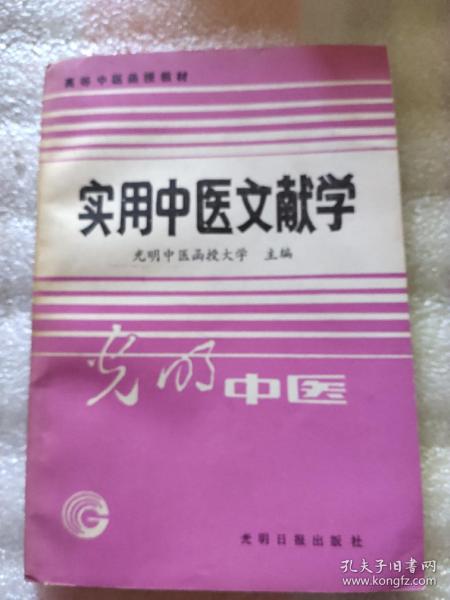 高等中医函授教材
实用中医文献学
光明中医函授大学 主编
光明中医
光明日报出版社
孔夫子旧书网
www.kongfz.com